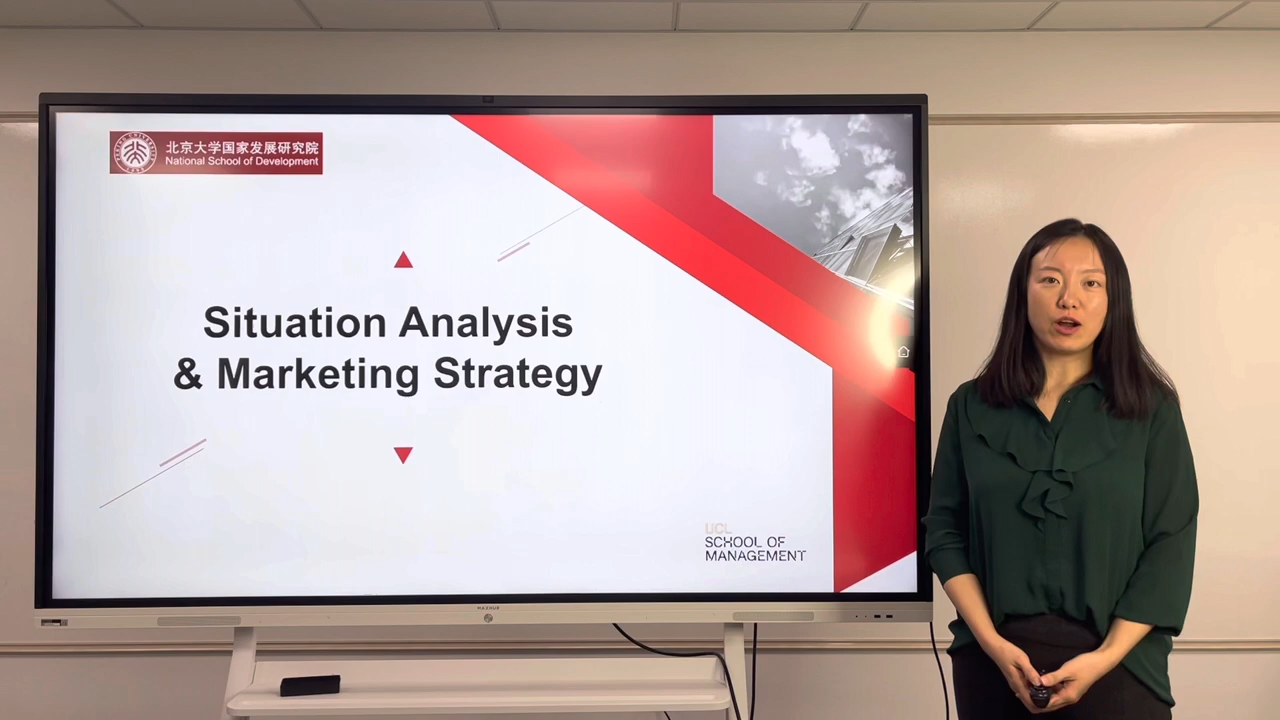 北京大学国家发展研究院
National School of Development
Situation Analysis
& Marketing Strategy
UCL
SCHOOL OF
MANAGEMENT
MAXHUB